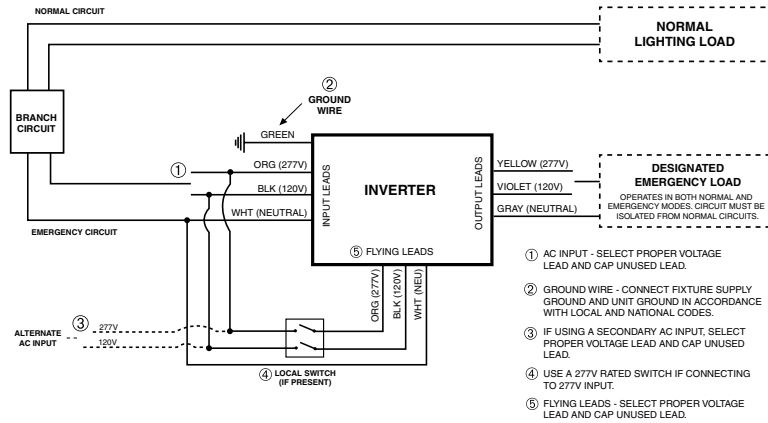 NORMAL CIRCUIT
NORMAL
LIGHTING LOAD
②
GROUND
WIRE
BRANCH
CIRCUIT
GREEN
①
ORG (277V)
BLK (120V)
WHT (NEUTRAL)
INPUT LEADS
INVERTER
OUTPUT LEADS
YELLOW (277V)
VIOLET (120V)
GRAY (NEUTRAL)
DESIGNATED
EMERGENCY LOAD
OPERATES IN BOTH NORMAL AND
EMERGENCY MODES. CIRCUIT MUST BE
ISOLATED FROM NORMAL CIRCUITS.
EMERGENCY CIRCUIT
⑤ FLYING LEADS
ORG (277V)
BLK (120V)
WHT (NEU)
ALTERNATE
AC INPUT
③
277V
120V
④ LOCAL SWITCH
(IF PRESENT)
① AC INPUT - SELECT PROPER VOLTAGE
LEAD AND CAP UNUSED LEAD.
② GROUND WIRE - CONNECT FIXTURE SUPPLY
GROUND AND UNIT GROUND IN ACCORDANCE
WITH LOCAL AND NATIONAL CODES.
③ IF USING A SECONDARY AC INPUT, SELECT
PROPER VOLTAGE LEAD AND CAP UNUSED
LEAD.
④ USE A 277V RATED SWITCH IF CONNECTING
TO 277V INPUT.
⑤ FLYING LEADS - SELECT PROPER VOLTAGE
LEAD AND CAP UNUSED LEAD.